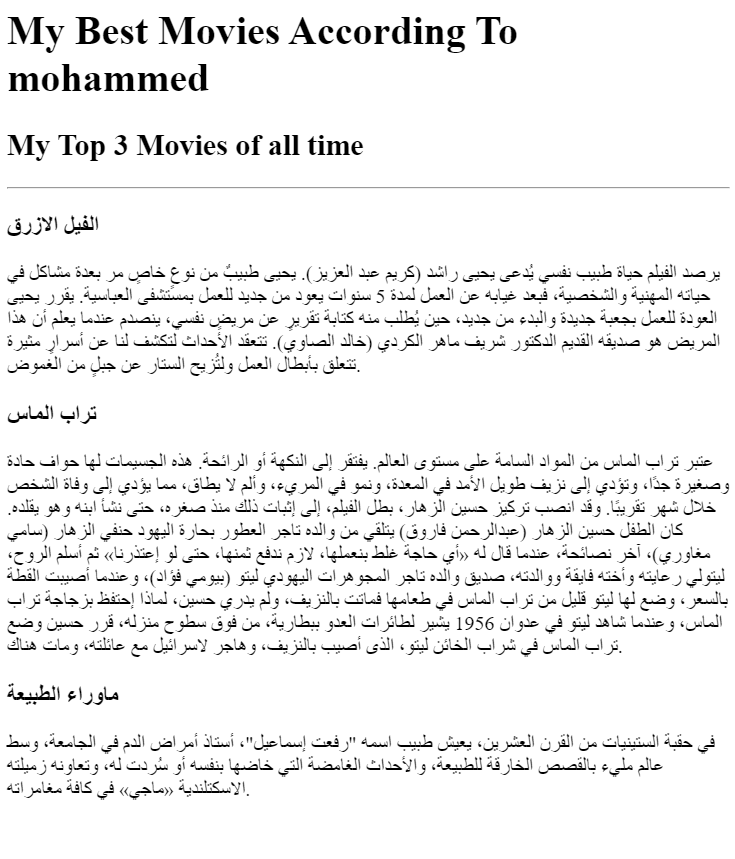 My Best Movies According To
mohammed
My Top 3 Movies of all time
الفيل الازرق
يرصد الفيلم حياة طبيب نفسي يُدعى يحيى راشد (كريم عبد العزيز). يحيى طبيبٌ من نوعٍ خاصٍ مر بعدة مشاكل في
حياته المهنية والشخصية، فبعد غيابه عن العمل لمدة 5 سنوات يعود من جديد للعمل بمستشفى العباسية. يقرر يحيى
العودة للعمل بجعبة جديدة والبدء من جديد، حين يُطلب منه كتابة تقريرٍ عن مريضٍ نفسي، ينصدم عندما يعلم أن هذا
المريض هو صديقه القديم الدكتور شريف ماهر الكردي (خالد الصاوي). تتعقد الأحداث لتكشف لنا عن أسرارٍ مثيرة
تتعلق بأبطال العمل ولتُزيح الستار عن جبلٍ من الغموض.
تراب الماس
عتبر تراب الماس من المواد السامة على مستوى العالم. يفتقر إلى النكهة أو الرائحة. هذه الجسيمات لها حواف حادة
وصغيرة جدًا، وتؤدي إلى نزيف طويل الأمد في المعدة، ونمو في المريء، وألم لا يطاق، مما يؤدي إلى وفاة الشخص
خلال شهر تقريبًا. وقد انصب تركيز حسين الزهار، بطل الفيلم، إلى إثبات ذلك منذ صغره، حتى نشأ ابنه وهو يقلده.
كان الطفل حسين الزهار (عبدالرحمن فاروق) يتلقي من والده تاجر العطور بحارة اليهود حنفي الزهار (سامي
مغاوري)، آخر نصائحة، عندما قال له «أي حاجة غلط بنعملها، لازم ندفع ثمنها، حتى لو إعتذرنا» ثم أسلم الروح،
ليتولي رعايته وأخته فايقة ووالدته، صديق والده تاجر المجوهرات اليهودي ليتو (بيومي فؤاد)، وعندما أصيبت القطة
بالسعر، وضع لها ليتو قليل من تراب الماس في طعامها فماتت بالنزيف، ولم يدري حسين، لماذا إحتفظ بزجاجة تراب
الماس، وعندما شاهد ليتو في عدوان 1956 يشير لطائرات العدو ببطارية، من فوق سطوح منزله، قرر حسين وضع
تراب الماس في شراب الخائن ليتو، الذى أصيب بالنزيف، وهاجر لاسرائيل مع عائلته، ومات هناك.
ماوراء الطبيعة
في حقبة الستينيات من القرن العشرين، يعيش طبيب اسمه "رفعت إسماعيل"، أستاذ أمراض الدم في الجامعة، وسط
عالم مليء بالقصص الخارقة للطبيعة، والأحداث الغامضة التي خاضها بنفسه أو سُردت له، وتعاونه زميلته
الاسكتلندية «ماجي» في كافة مغامراته.